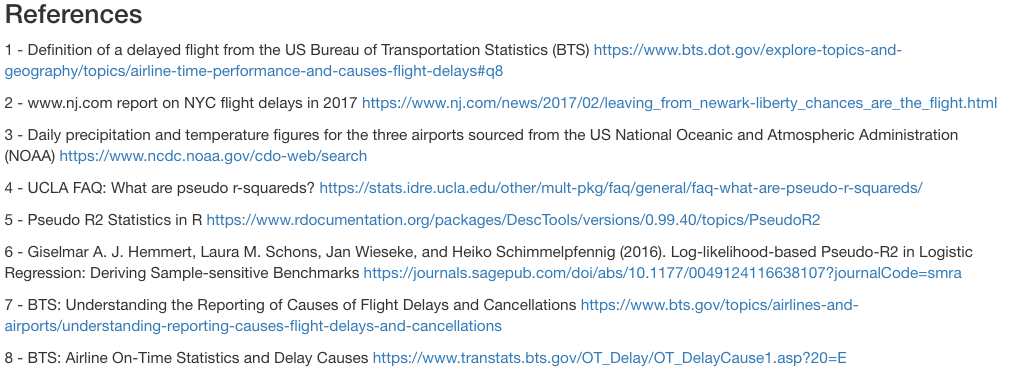 References
1 - Definition of a delayed flight from the US Bureau of Transportation Statistics (BTS) https://www.bts.dot.gov/explore-topics-and-
geography/topics/airline-time-performance-and-causes-flight-delays#q8
2 - www.nj.com report on NYC flight delays in 2017 https://www.nj.com/news/2017/02/leaving_from_newark-liberty_chances_are_the_flight.html
3 - Daily precipitation and temperature figures for the three airports sourced from the US National Oceanic and Atmospheric Administration
(NOAA) https://www.ncdc.noaa.gov/cdo-web/search
4 - UCLA FAQ: What are pseudo r-squareds? https://stats.idre.ucla.edu/other/mult-pkg/faq/general/faq-what-are-pseudo-r-squareds/
5 - Pseudo R2 Statistics in R https://www.rdocumentation.org/packages/DescTools/versions/0.99.40/topics/PseudoR2
6 - Giselmar A. J. Hemmert, Laura M. Schons, Jan Wieseke, and Heiko Schimmelpfennig (2016). Log-likelihood-based Pseudo-R2 in Logistic
Regression: Deriving Sample-sensitive Benchmarks https://journals.sagepub.com/doi/abs/10.1177/0049124116638107?journalCode=smra
7 - BTS: Understanding the Reporting of Causes of Flight Delays and Cancellations https://www.bts.gov/topics/airlines-and-
airports/understanding-reporting-causes-flight-delays-and-cancellations
8 - BTS: Airline On-Time Statistics and Delay Causes https://www.transtats.bts.gov/OT_Delay/OT_DelayCause1.asp?20=E